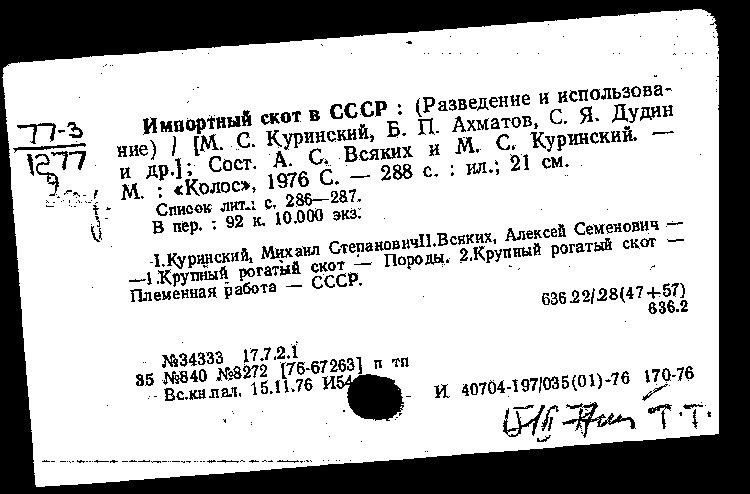 77-3
1277
9
Импортный скот в СССР : (Разведение и использова-
ние) / [М. С. Куринский, Б. П. Ахматов, С. Я. Дудин
и др.]; Сост. А. С. Всяких и М. С. Куринский. —
М. : «Колос», 1976 С. — 288 с. : ил.; 21 см.
Список лит.: с. 286—287.
В пер. : 92 к. 10.000 экз.
I.Куринский, Михаил СтепановичII.Всяких, Алексей Семенович —
—1.Крупный рогатый скот — Породы. 2.Крупный рогатый скот —
Племенная работа — СССР.
636.22/.28(47+57)
636.2
№34333 17.7.2.1
35 №840 №8272 [76-67263] п тп
Вс.кн.пал. 15.11.76 И54
И 40704-197/035(01)-76 170-76
Т.Т.